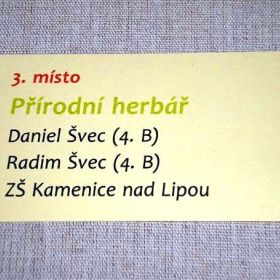 3. místo
Přírodní herbář
Daniel Švec (4. B)
Radim Švec (4. B)
ZŠ Kamenice nad Lipou